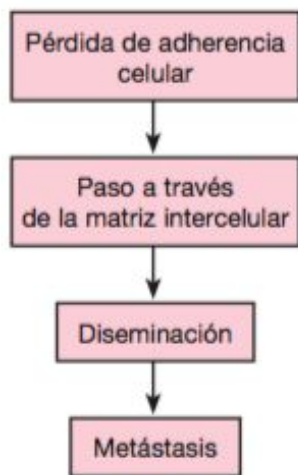 Pérdida de adherencia
celular
Paso a través
de la matriz intercelular
Diseminación
Metástasis